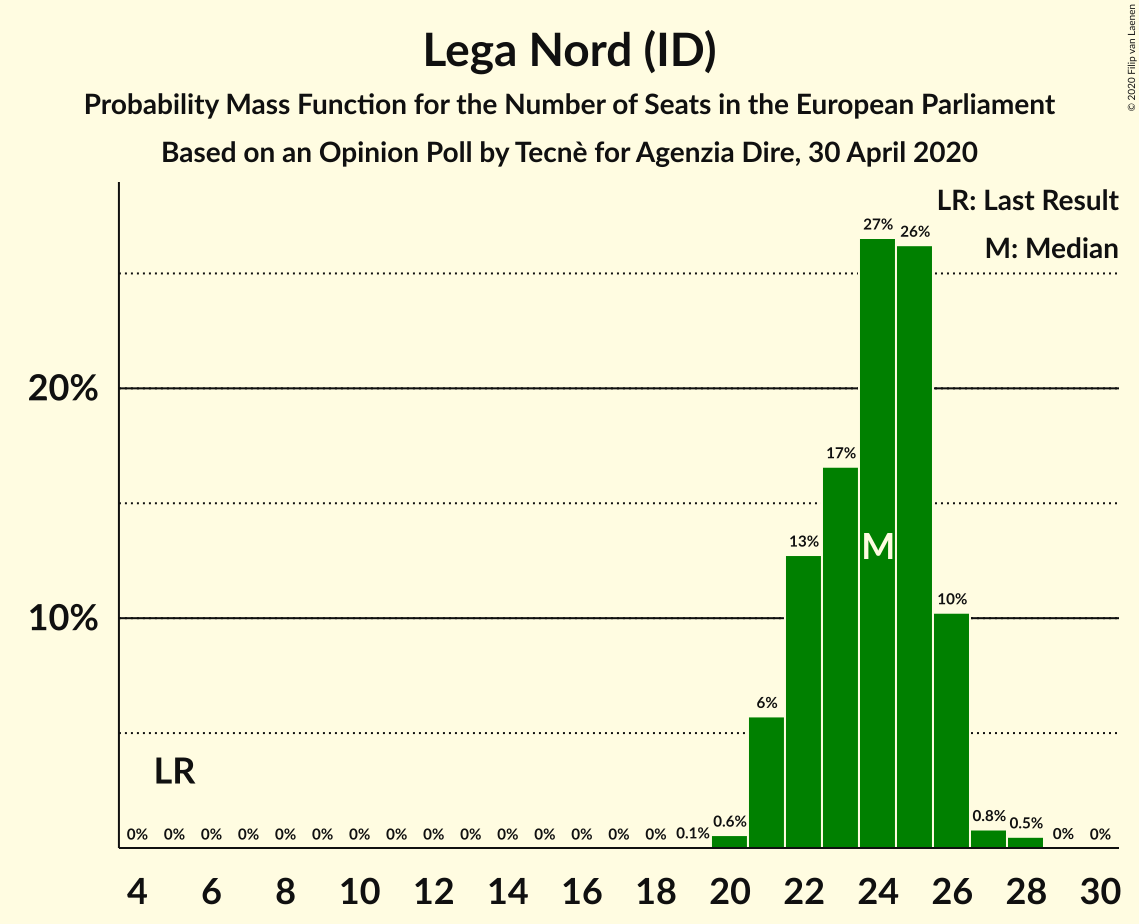 Lega Nord (ID)
Probability Mass Function for the Number of Seats in the European Parliament
Based on an Opinion Poll by Tecnè for Agenzia Dire, 30 April 2020
© 2020 Filip van Laenen
LR: Last Result
M: Median
27%
26%
20%
17%
13%
M
10%
10%
6%
LR
0% 0% 0% 0% 0% 0% 0% 0% 0% 0% 0% 0% 0% 0% 0% 0.1% 0.6% 0.8% 0.5% 0% 0%
4 6 8 10 12 14 16 18 20 22 24 26 28 30